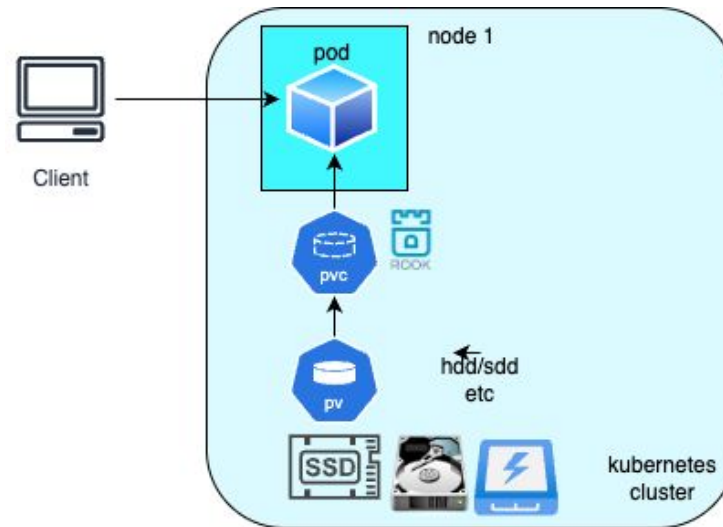 node 1
pod
Client
pvc
ROOK
hdd/sdd
etc
pv
SSD
kubernetes
cluster